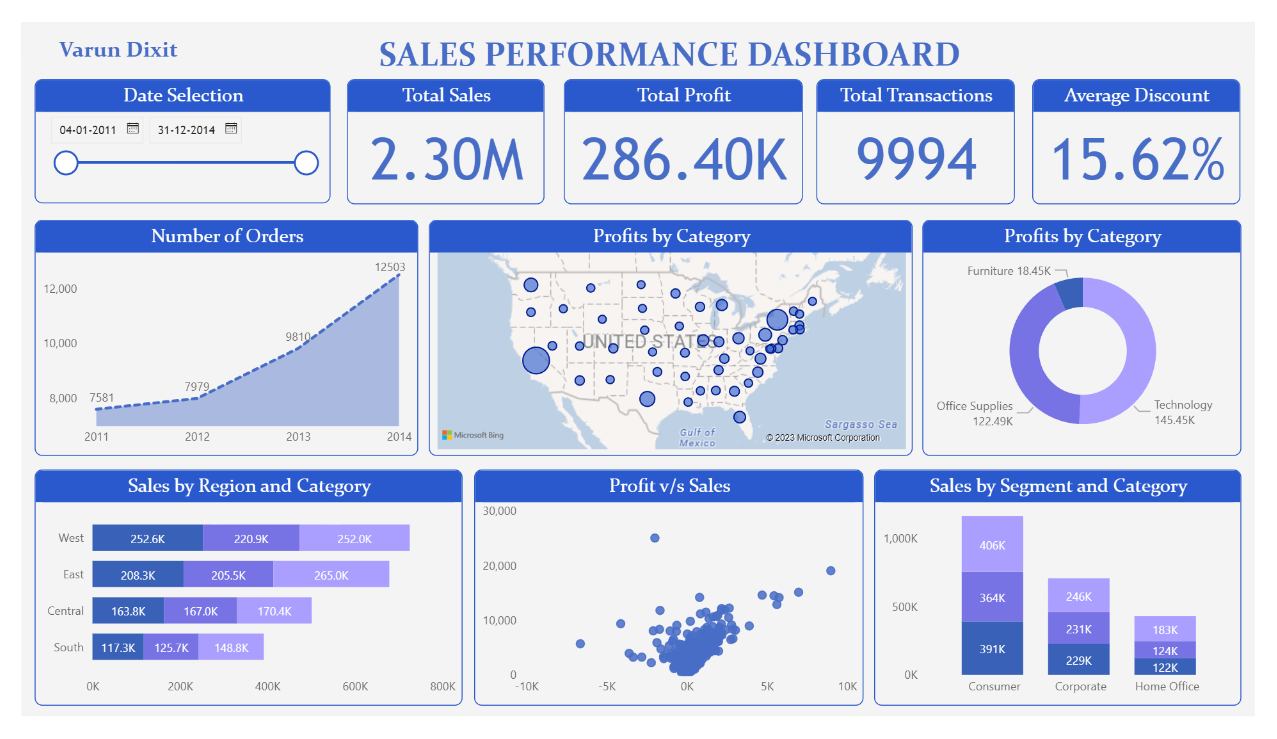 Varun Dixit
SALES PERFORMANCE DASHBOARD
Date Selection
04-01-2011
31-12-2014
Total Sales
2.30M
Total Profit
286.40K
Total Transactions
9994
Average Discount
15.62%
Number of Orders
12,000
10,000
8,000
7581
7979
9810
12503
2011
2012
2013
2014
Profits by Category
UNITED STATES
Gulf of
Mexico
Sargasso Sea
Microsoft Bing
© 2023 Microsoft Corporation
Profits by Category
Furniture 18.45K
Office Supplies
122.49K
Technology
145.45K
Sales by Region and Category
West
252.6K
220.9K
252.0K
East
208.3K
205.5K
265.0K
Central
163.8K
167.0K
170.4K
South
117.3K
125.7K
148.8K
0K
200K
400K
600K
800K
Profit v/s Sales
30,000
20,000
10,000
0
-10K
-5K
0K
5K
10K
Sales by Segment and Category
1,000K
500K
0K
406K
364K
391K
246K
231K
229K
183K
124K
122K
Consumer
Corporate
Home Office